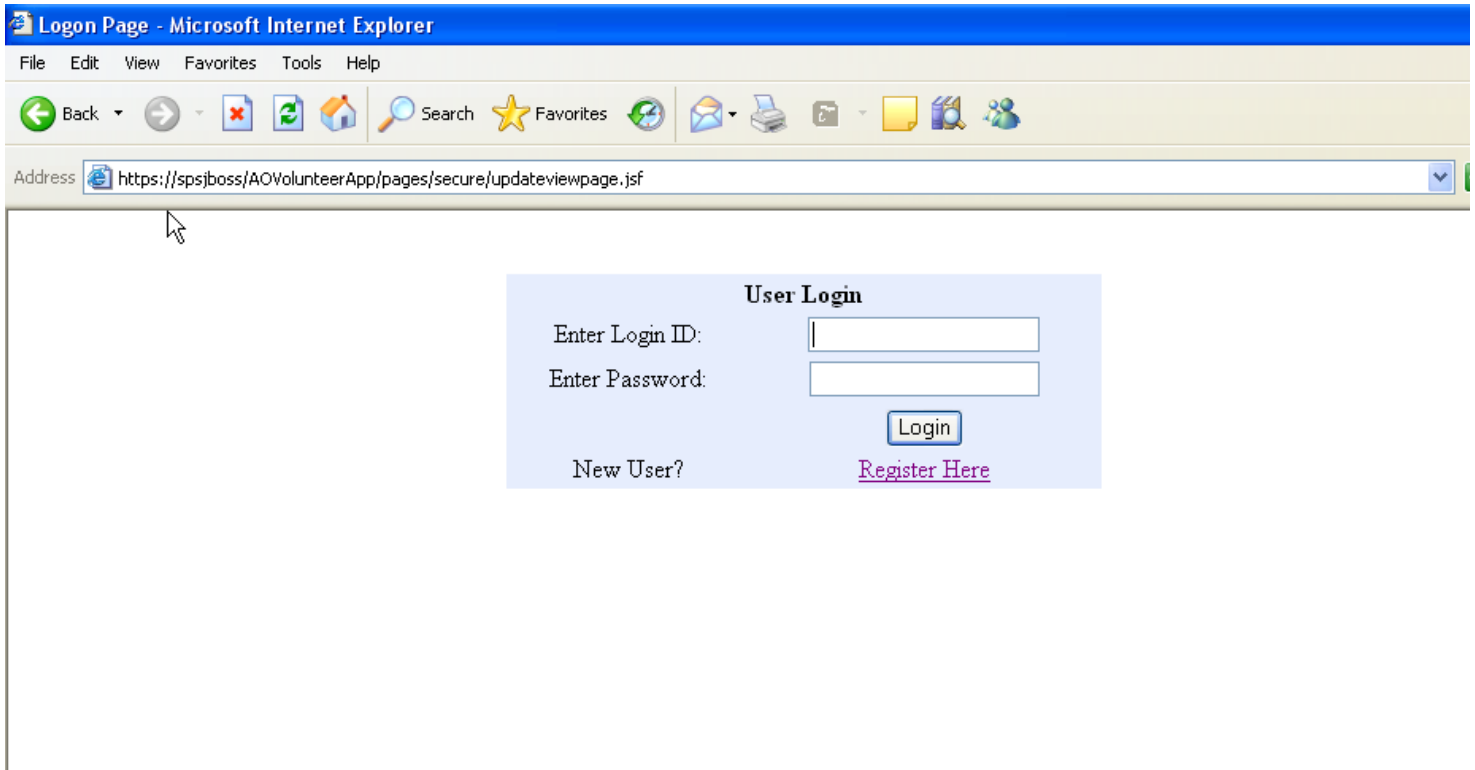 Logon Page - Microsoft Internet Explorer
File Edit View Favorites Tools Help
Back Search Favorites
Address https://spsjboss/AOVolunteerApp/pages/secure/updateviewpage.jsf
User Login
Enter Login ID:
Enter Password:
Login
New User? Register Here